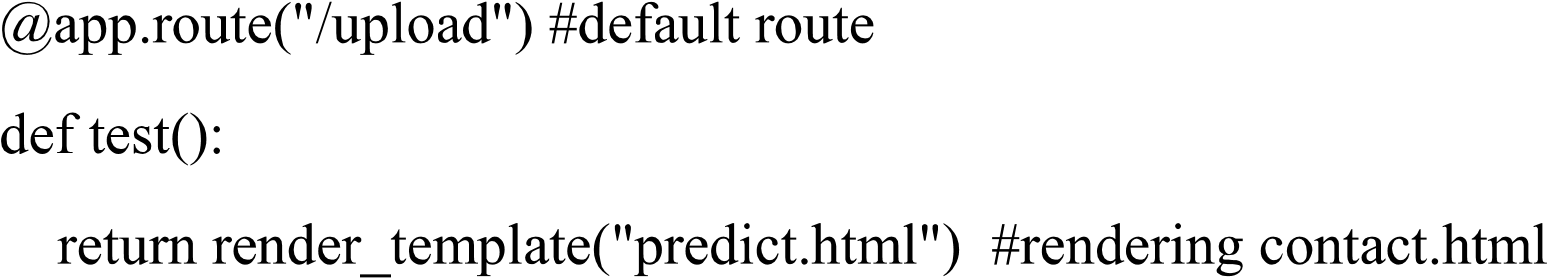 @app.route("/upload") #default route
def test():
return render_template("predict.html")  #rendering contact.html